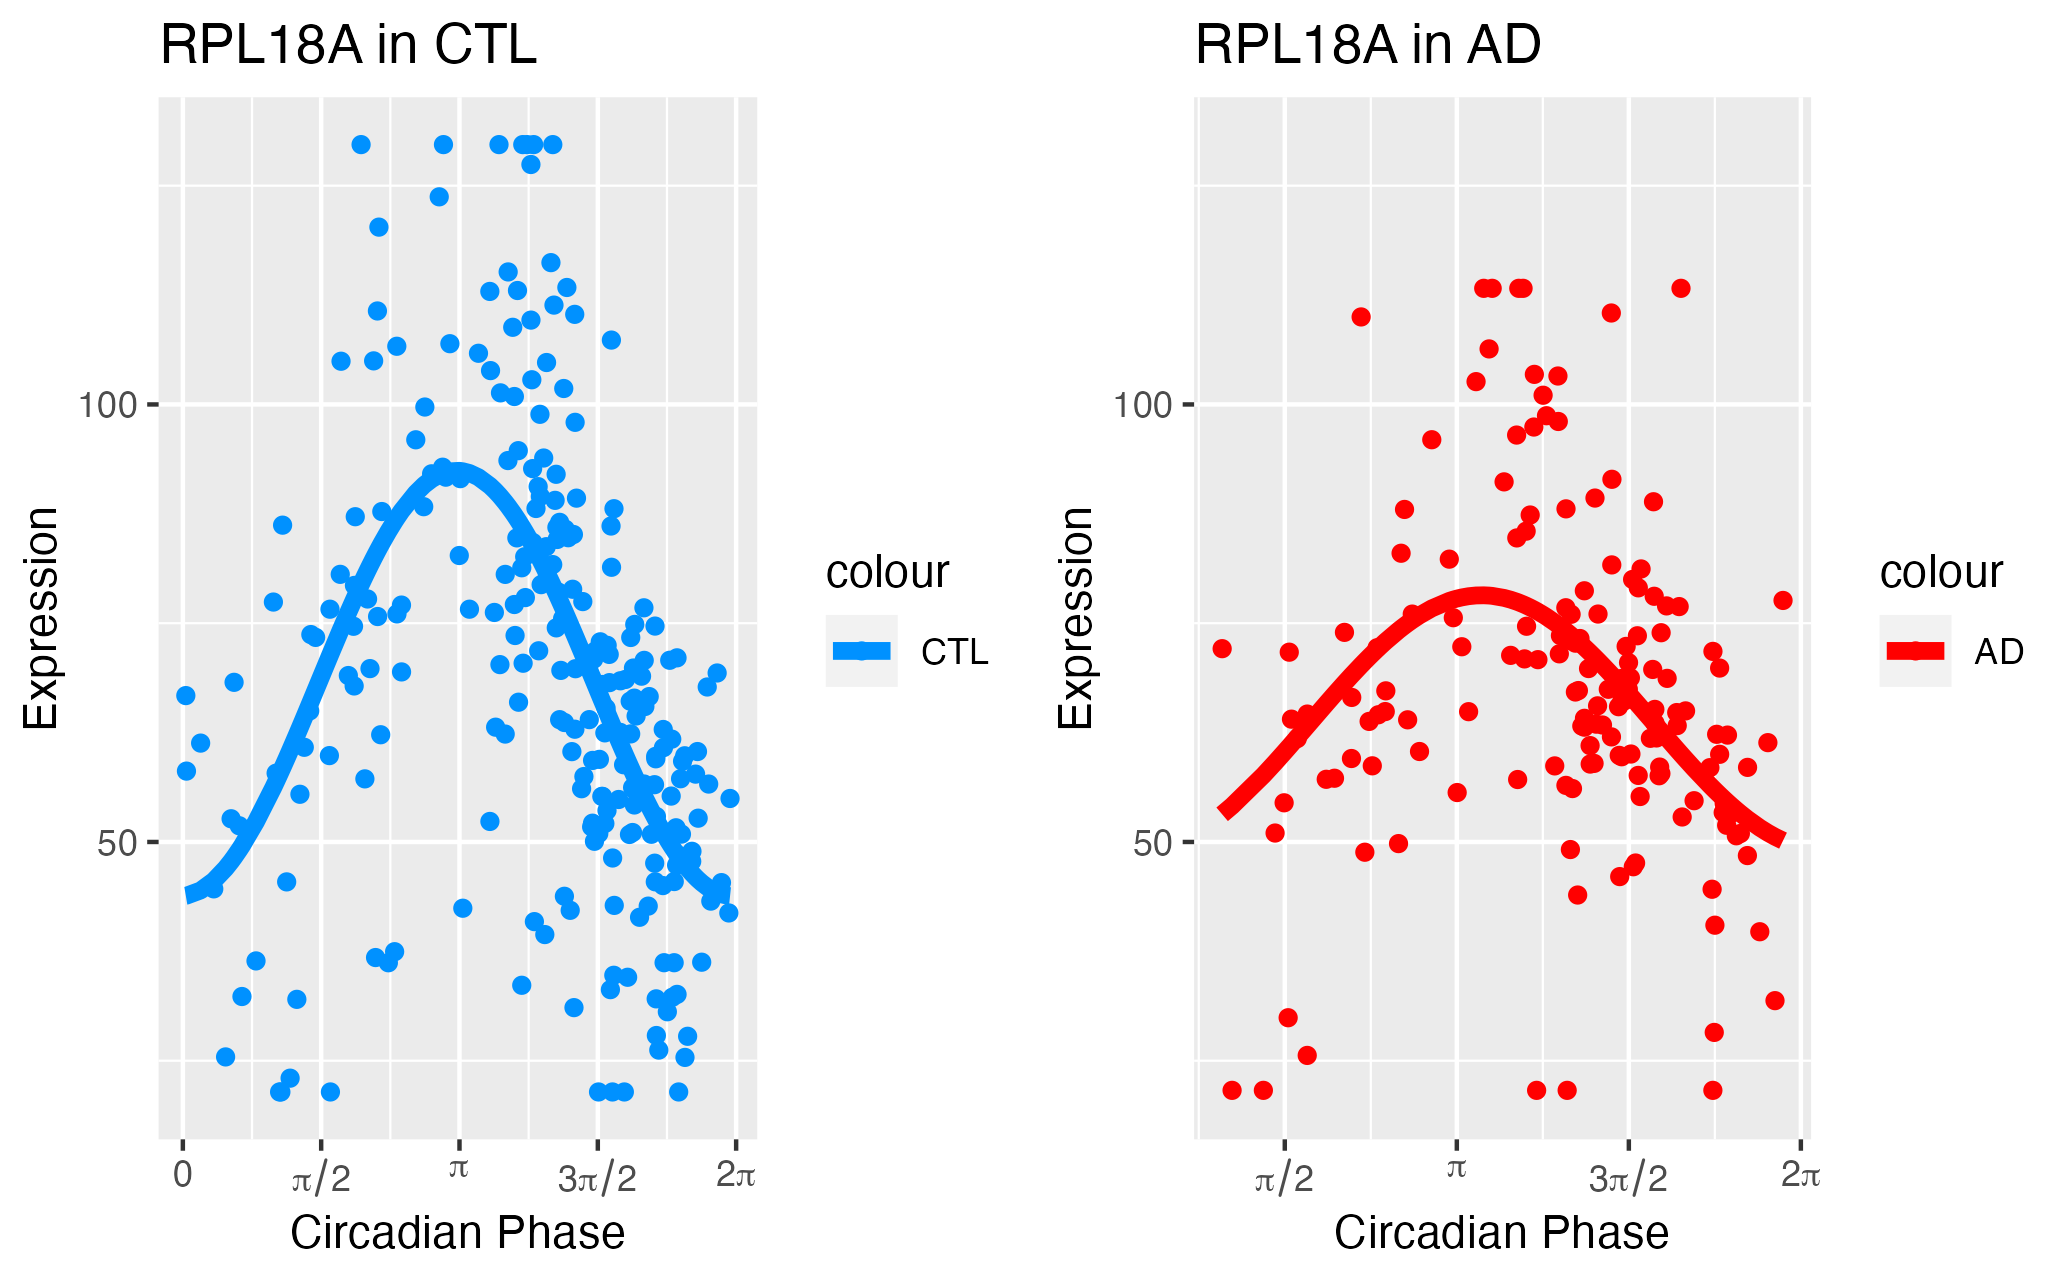 RPL18A in CTL
Expression
100
50
0
π/2
π
3π/2
2π
Circadian Phase
colour
CTL
RPL18A in AD
Expression
100
50
π/2
π
3π/2
2π
Circadian Phase
colour
AD